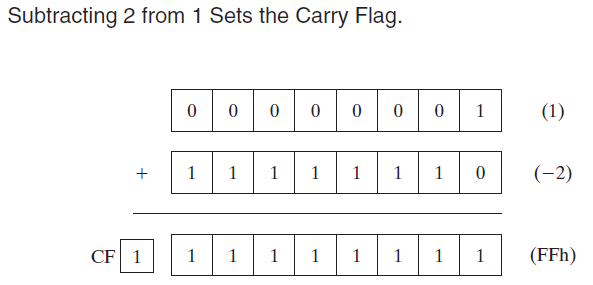 Subtracting 2 from 1 Sets the Carry Flag.
0 0 0 0 0 0 0 1 (1)
+ 1 1 1 1 1 1 1 0 (−2)
CF 1 1 1 1 1 1 1 1 1 (FFh)